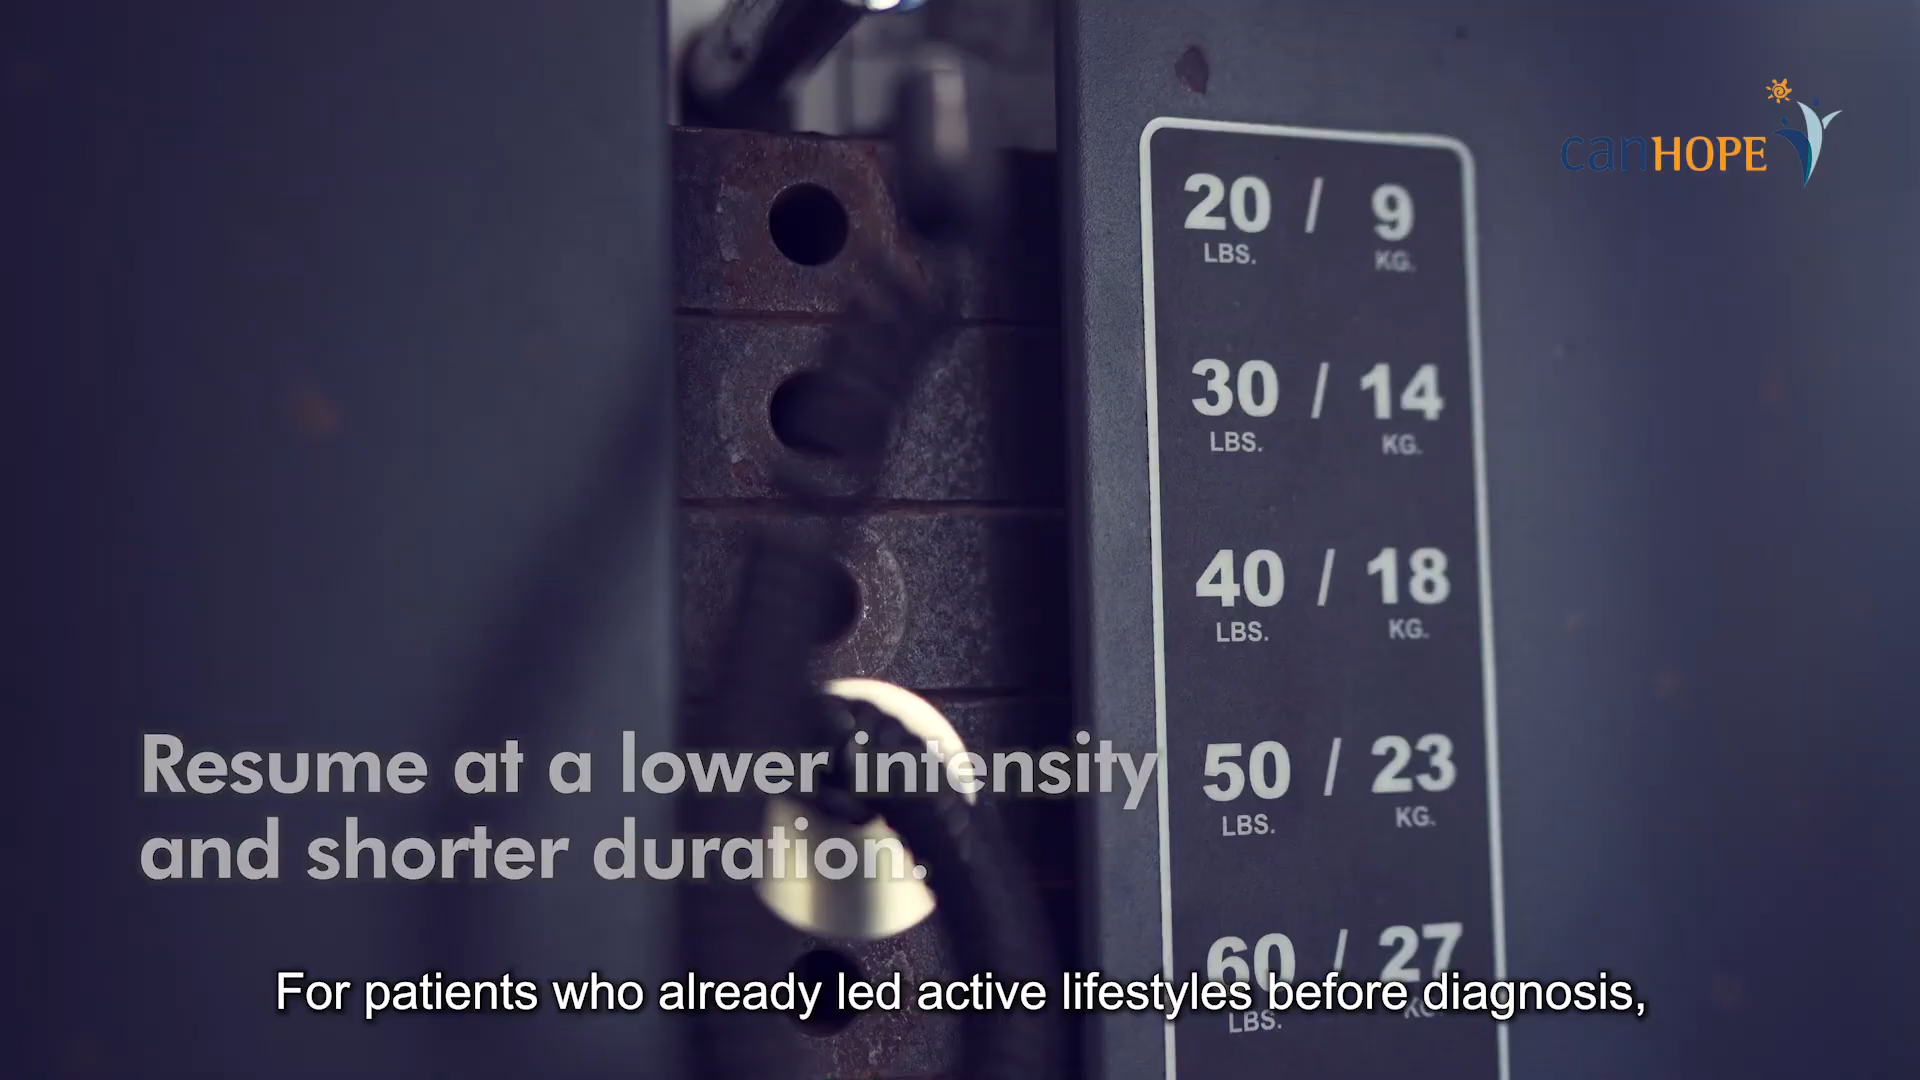 canHOPE
20 / 9
LBS. KG.
30 / 14
LBS. KG.
40 / 18
LBS. KG.
50 / 23
LBS. KG.
60 / 27
LBS. KG.
Resume at a lower intensity
and shorter duration.
For patients who already led active lifestyles before diagnosis,